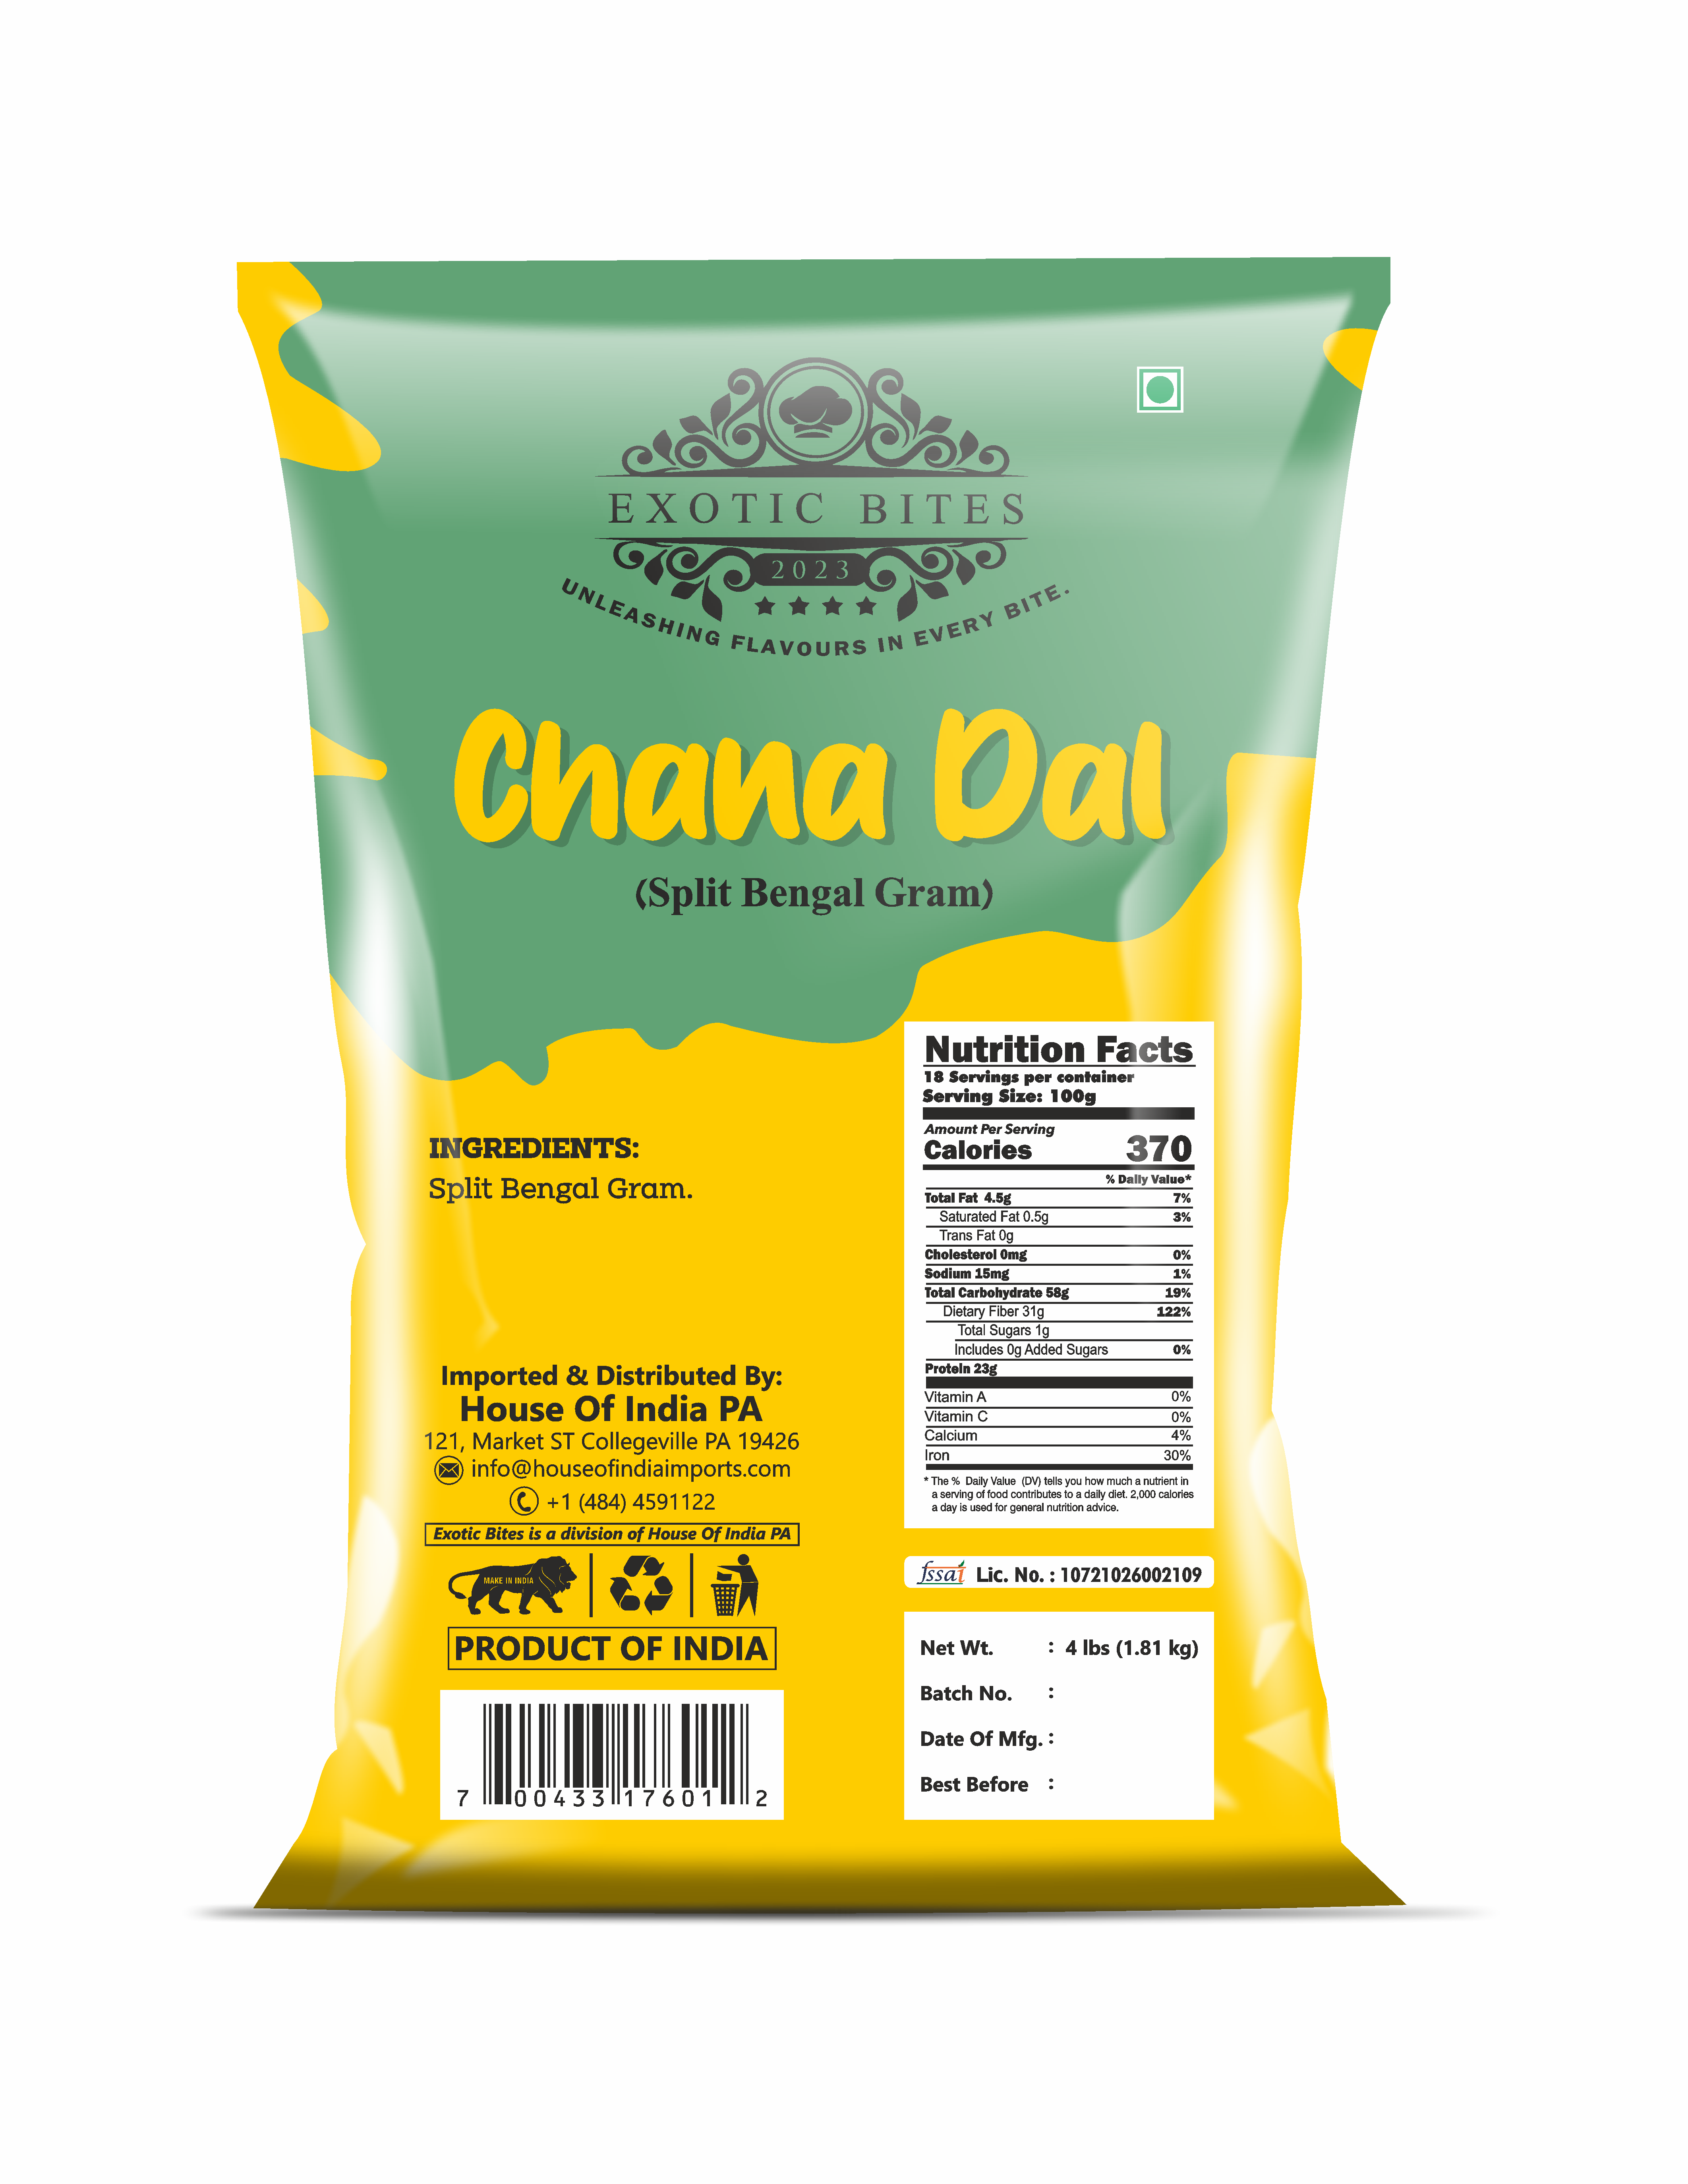 EXOTIC BITES
2023
UNLEASHING FLAVOURS IN EVERY BITE.
Chana Dal
(Split Bengal Gram)
INGREDIENTS:
Split Bengal Gram.
Imported & Distributed By:
House Of India PA
121, Market ST Collegeville PA 19426
info@houseofindiaimports.com
+1 (484) 4591122
Exotic Bites is a division of House Of India PA
MAKE IN INDIA
PRODUCT OF INDIA
7 00433 17601 2
Nutrition Facts
18 Servings per container
Serving Size: 100g
Amount Per Serving
Calories 370
% Daily Value*
Total Fat 4.5g 7%
Saturated Fat 0.5g 3%
Trans Fat 0g
Cholesterol 0mg 0%
Sodium 15mg 1%
Total Carbohydrate 58g 19%
Dietary Fiber 31g 122%
Total Sugars 1g
Includes 0g Added Sugars 0%
Protein 23g
Vitamin A 0%
Vitamin C 0%
Calcium 4%
Iron 30%
* The % Daily Value (DV) tells you how much a nutrient in
a serving of food contributes to a daily diet. 2,000 calories
a day is used for general nutrition advice.
fssai Lic. No. : 10721026002109
Net Wt. : 4 lbs (1.81 kg)
Batch No. :
Date Of Mfg. :
Best Before :